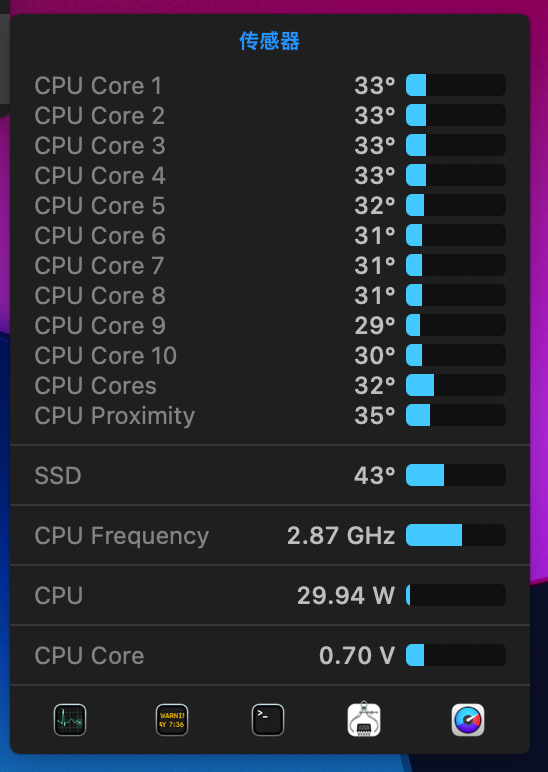 传感器
CPU Core 1 33°
CPU Core 2 33°
CPU Core 3 33°
CPU Core 4 33°
CPU Core 5 32°
CPU Core 6 31°
CPU Core 7 31°
CPU Core 8 31°
CPU Core 9 29°
CPU Core 10 30°
CPU Cores 32°
CPU Proximity 35°
SSD 43°
CPU Frequency 2.87 GHz
CPU 29.94 W
CPU Core 0.70 V
WARNI
AY 7:36
>-